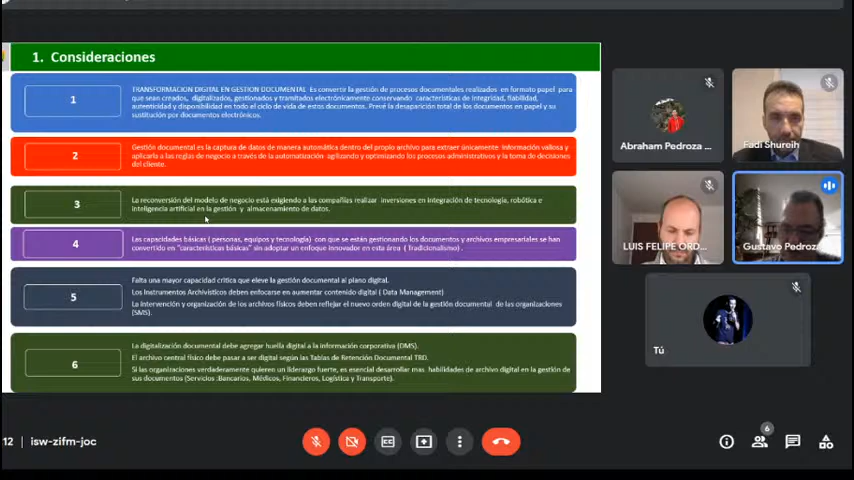 1. Consideraciones
1
TRANSFORMACION DIGITAL EN GESTION DOCUMENTAL Es convertir la gestión de procesos documentales realizados en formato papel para
que sean creados, digitalizados, gestionados y tramitados electrónicamente conservando características de integridad, fiabilidad,
autenticidad y disponibilidad en todo el ciclo de vida de estos documentos. Prevé la desaparición total de los documentos en papel y su
sustitución por documentos electrónicos.
2
Gestión documental es la captura de datos de manera automática dentro del propio archivo para extraer únicamente información valiosa y
aplicarla a las reglas de negocio a través de la automatización agilizando y optimizando los procesos administrativos y la toma de decisiones
del cliente.
3
La reconversión del modelo de negocio está exigiendo a las compañías realizar inversiones en integración de tecnología, robótica e
inteligencia artificial en la gestión y almacenamiento de datos.
4
Las capacidades básicas ( personas, equipos y tecnología) con que se están gestionando los documentos y archivos empresariales se han
convertido en "características básicas" sin adoptar un enfoque innovador en esta área ( Tradicionalismo) .
5
Falta una mayor capacidad critica que eleve la gestión documental al plano digital.
Los Instrumentos Archivísticos deben enfocarse en aumentar contenido digital ( Data Management)
La intervención y organización de los archivos físicos deben reflejar el nuevo orden digital de la gestión documental de las organizaciones
(SMS).
6
La digitalización documental debe agregar huella digital a la información corporativa (DMS).
El archivo central físico debe pasar a ser digital según las Tablas de Retención Documental TRD.
Si las organizaciones verdaderamente quieren un liderazgo fuerte, es esencial desarrollar mas habilidades de archivo digital en la gestión de
sus documentos (Servicios :Bancarios, Médicos, Financieros, Logística y Transporte).
Abraham Pedroza ...
Fadi Shureih
LUIS FELIPE ORD...
Gustavo Pedroza...
Tú
12 isw-zifm-joc
6